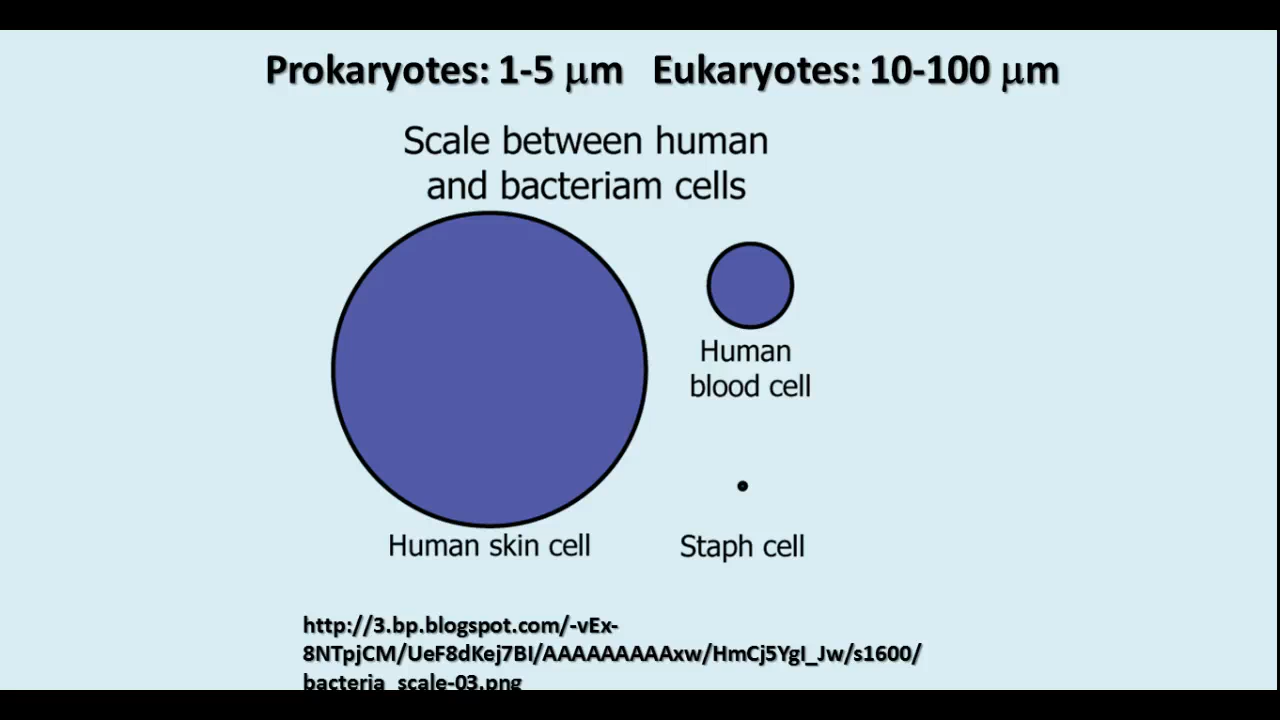 Prokaryotes: 1-5 μm   Eukaryotes: 10-100 μm
Scale between human
and bacteriam cells
Human
blood cell
Human skin cell
Staph cell
http://3.bp.blogspot.com/-vEx-
8NTpjCM/UeF8dKej7BI/AAAAAAAAAxw/HmCj5YgI_Jw/s1600/
bacteria_scale-03.png